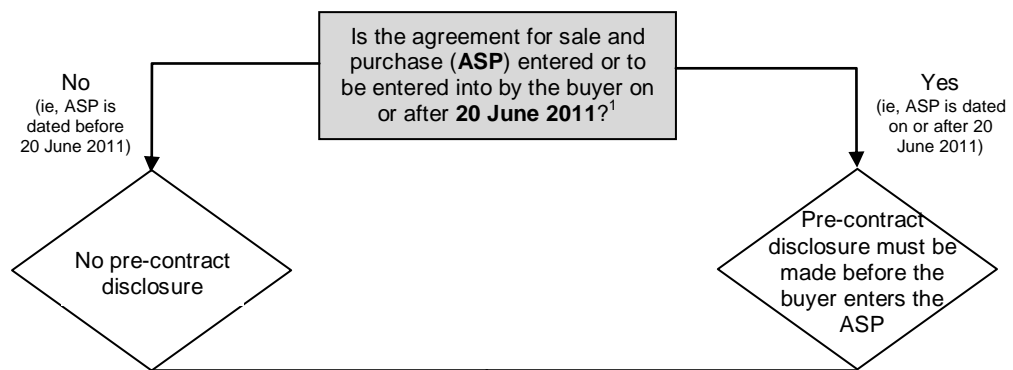 Is the agreement for sale and
purchase (ASP) entered or to
be entered into by the buyer on
or after 20 June 2011?1
No
(ie, ASP is
dated before
20 June 2011)
Yes
(ie, ASP is dated
on or after 20
June 2011)
No pre-contract
disclosure
Pre-contract
disclosure must be
made before the
buyer enters the
ASP